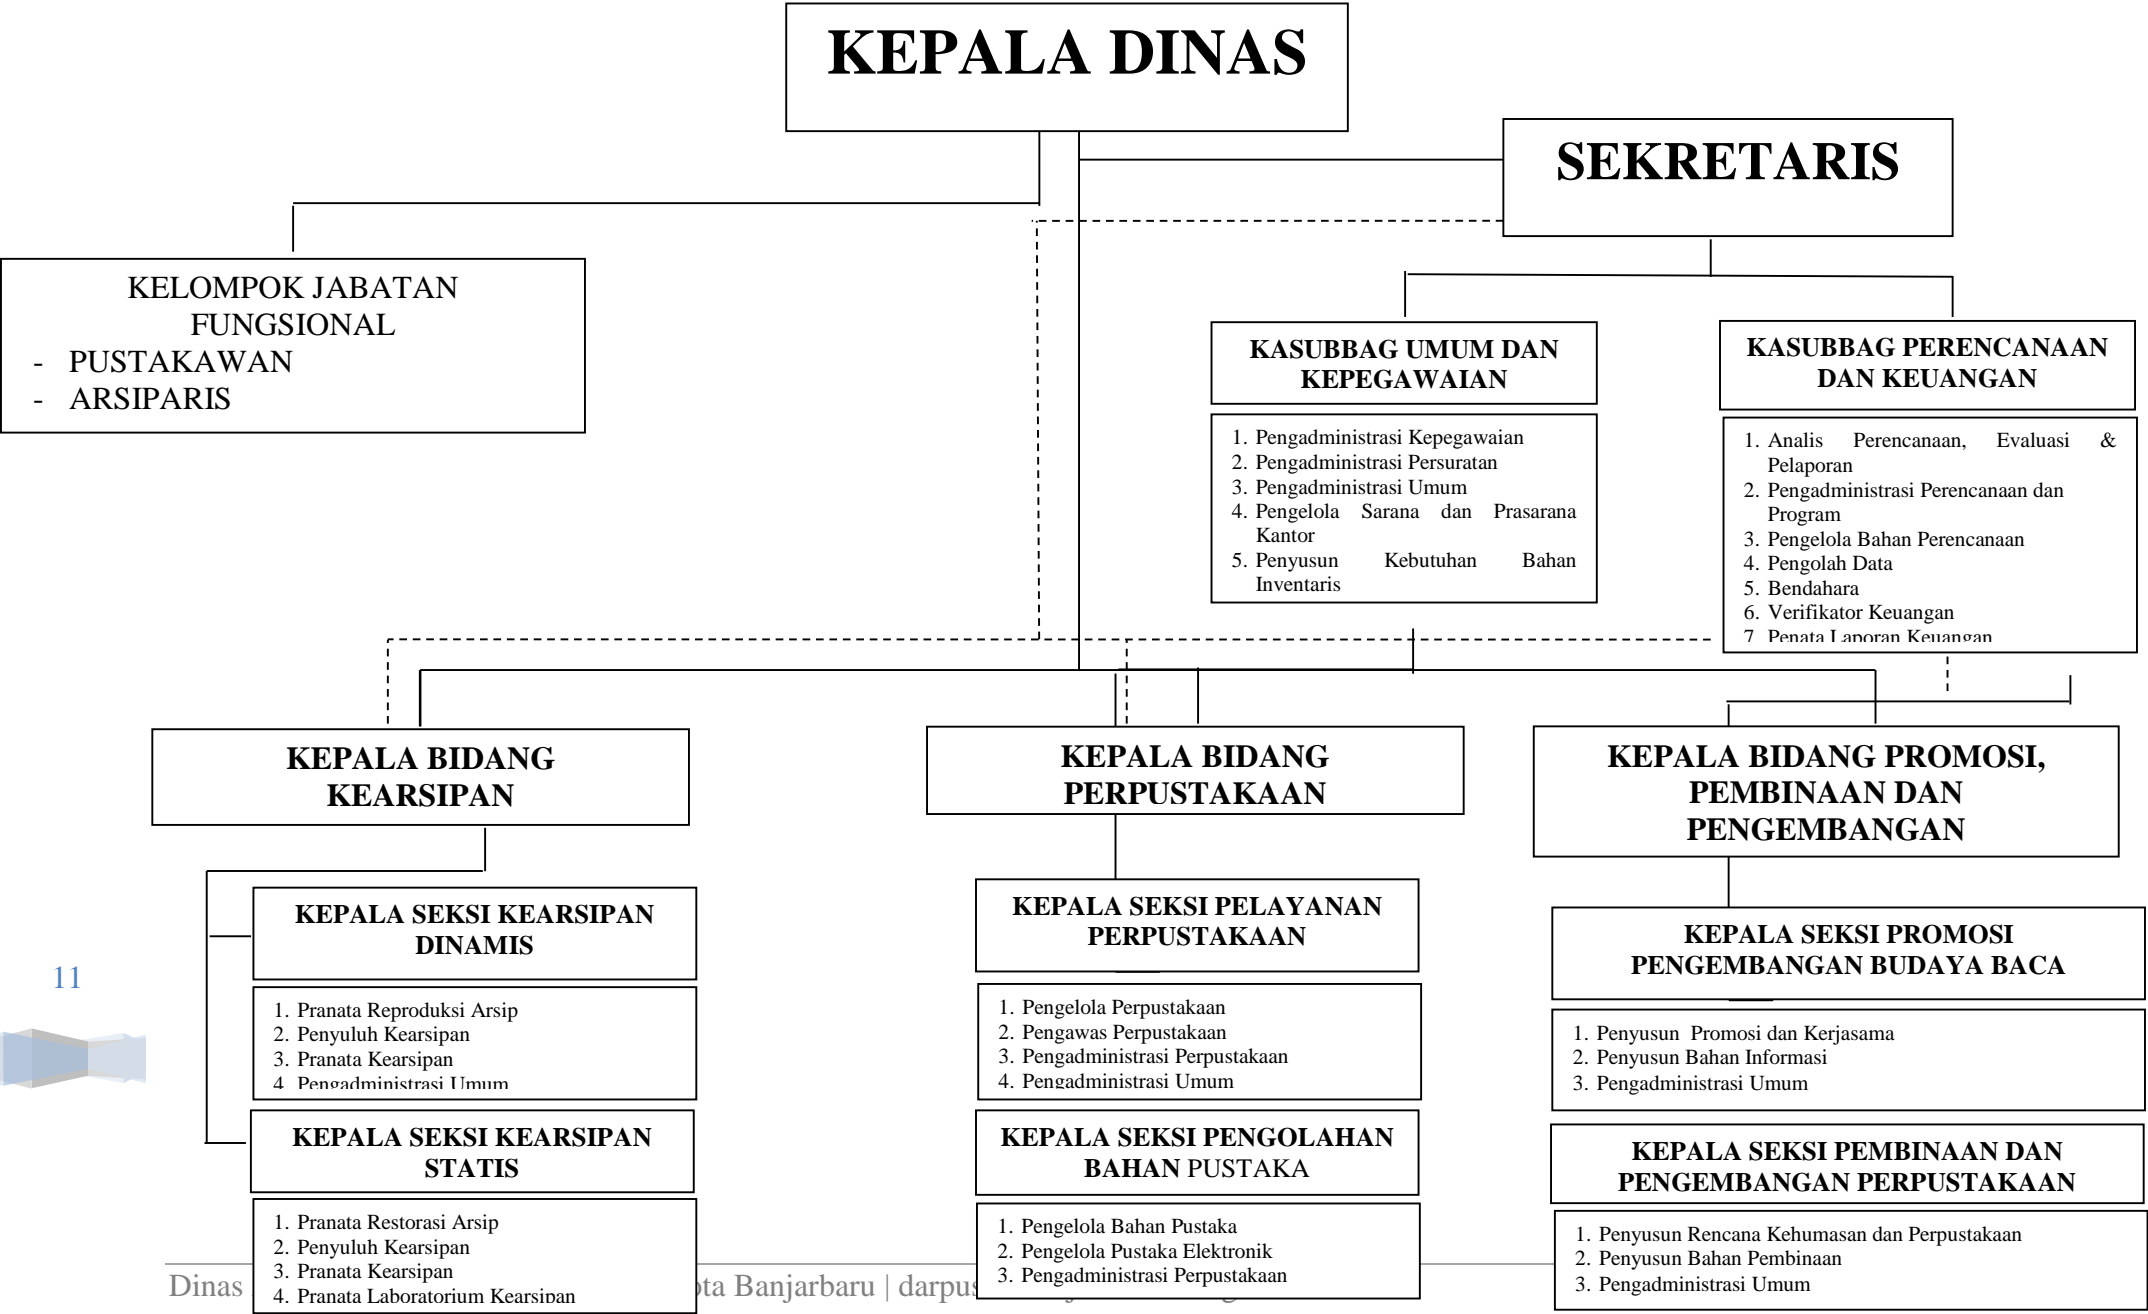 KEPALA DINAS
SEKRETARIS
KELOMPOK JABATAN
FUNGSIONAL
- PUSTAKAWAN
- ARSIPARIS
KASUBBAG UMUM DAN
KEPEGAWAIAN
1. Pengadministrasi Kepegawaian
2. Pengadministrasi Persuratan
3. Pengadministrasi Umum
4. Pengelola Sarana dan Prasarana
Kantor
5. Penyusun Kebutuhan Bahan
Inventaris
KASUBBAG PERENCANAAN
DAN KEUANGAN
1. Analis Perencanaan, Evaluasi &
Pelaporan
2. Pengadministrasi Perencanaan dan
Program
3. Pengelola Bahan Perencanaan
4. Pengolah Data
5. Bendahara
6. Verifikator Keuangan
7. Penata Laporan Keuangan
KEPALA BIDANG
KEARSIPAN
KEPALA SEKSI KEARSIPAN
DINAMIS
1. Pranata Reproduksi Arsip
2. Penyuluh Kearsipan
3. Pranata Kearsipan
4. Pengadministrasi Umum
KEPALA SEKSI KEARSIPAN
STATIS
1. Pranata Restorasi Arsip
2. Penyuluh Kearsipan
3. Pranata Kearsipan
4. Pranata Laboratorium Kearsipan
KEPALA BIDANG
PERPUSTAKAAN
KEPALA SEKSI PELAYANAN
PERPUSTAKAAN
1. Pengelola Perpustakaan
2. Pengawas Perpustakaan
3. Pengadministrasi Perpustakaan
4. Pengadministrasi Umum
KEPALA SEKSI PENGOLAHAN
BAHAN PUSTAKA
1. Pengelola Bahan Pustaka
2. Pengelola Pustaka Elektronik
3. Pengadministrasi Perpustakaan
KEPALA BIDANG PROMOSI,
PEMBINAAN DAN
PENGEMBANGAN
KEPALA SEKSI PROMOSI
PENGEMBANGAN BUDAYA BACA
1. Penyusun Promosi dan Kerjasama
2. Penyusun Bahan Informasi
3. Pengadministrasi Umum
KEPALA SEKSI PEMBINAAN DAN
PENGEMBANGAN PERPUSTAKAAN
1. Penyusun Rencana Kehumasan dan Perpustakaan
2. Penyusun Bahan Pembinaan
3. Pengadministrasi Umum
11
Dinas ota Banjarbaru | darpus